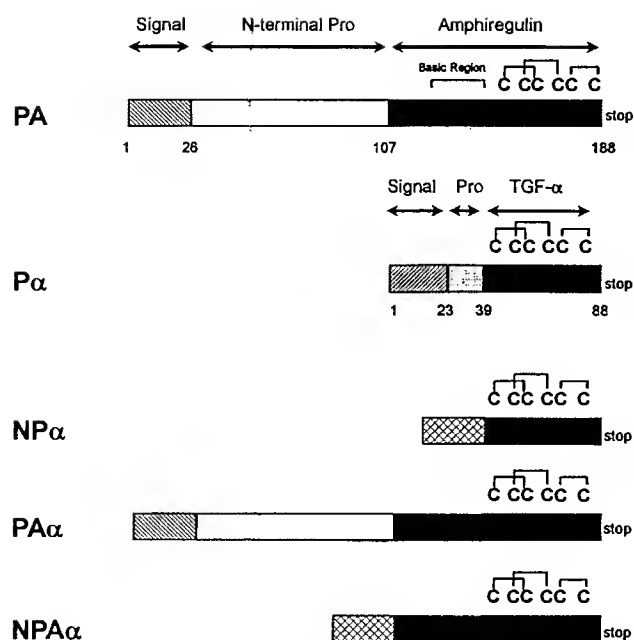 Signal N-terminal Pro Amphiregulin
Basic Region
C CC CC C
PA stop
1 26 107 188
Signal Pro TGF-α
C CC CC C
Pα stop
1 23 39 88
C CC CC C
NPα stop
C CC CC C
PAα stop
C CC CC C
NPAα stop